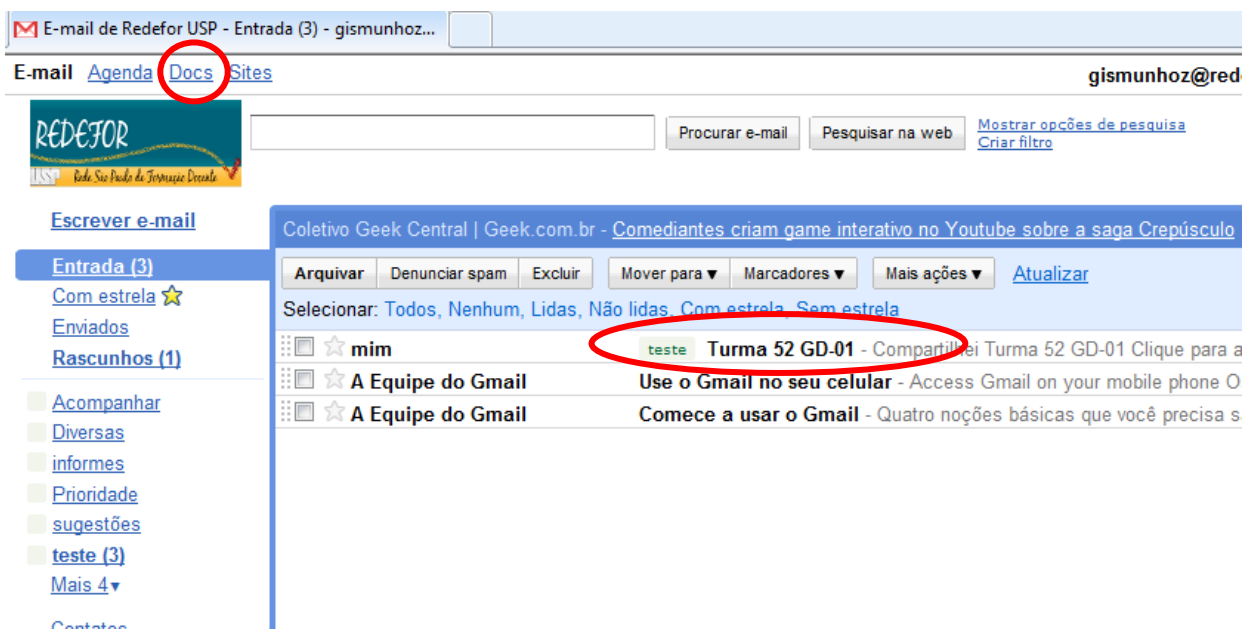 E-mail de Redefor USP - Entrada (3) - gismunhoz...
E-mail Agenda Docs Sites gismunhoz@rede
REDEFOR
USP Rede São Paulo de Formação Docente
Procurar e-mail Pesquisar na web Mostrar opções de pesquisa
Criar filtro
Escrever e-mail
Coletivo Geek Central | Geek.com.br - Comediantes criam game interativo no Youtube sobre a saga Crepúsculo
Entrada (3)
Arquivar Denunciar spam Excluir Mover para ▼ Marcadores ▼ Mais ações ▼ Atualizar
Com estrela
Selecionar: Todos, Nenhum, Lidas, Não lidas, Com estrela, Sem estrela
Enviados
Rascunhos (1)
mim teste Turma 52 GD-01 - Compartilhei Turma 52 GD-01 Clique para a
A Equipe do Gmail Use o Gmail no seu celular - Access Gmail on your mobile phone O
A Equipe do Gmail Comece a usar o Gmail - Quatro noções básicas que você precisa s
Acompanhar
Diversas
informes
Prioridade
sugestões
teste (3)
Mais 4▼
Contatos